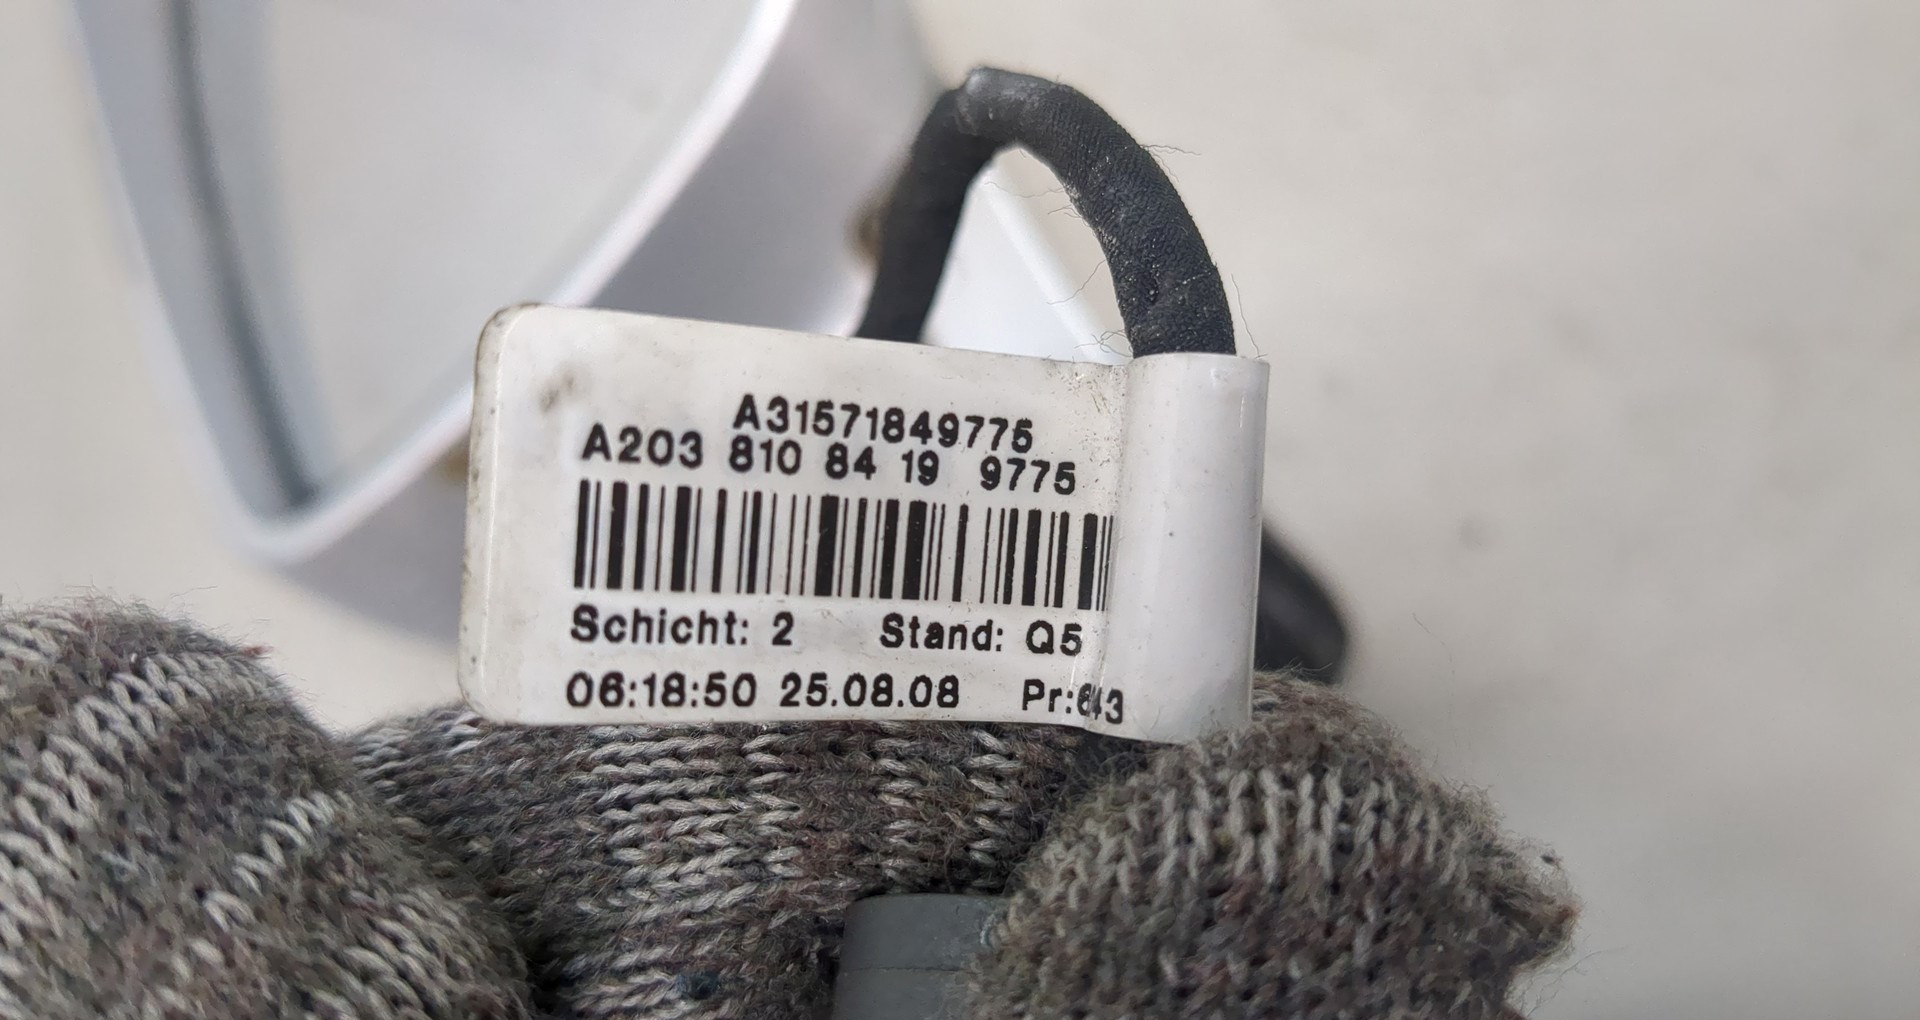 A31571849775
A203 810 84 19 9775
Schicht: 2 Stand: Q5
06:18:50 25.08.08 Pr:643